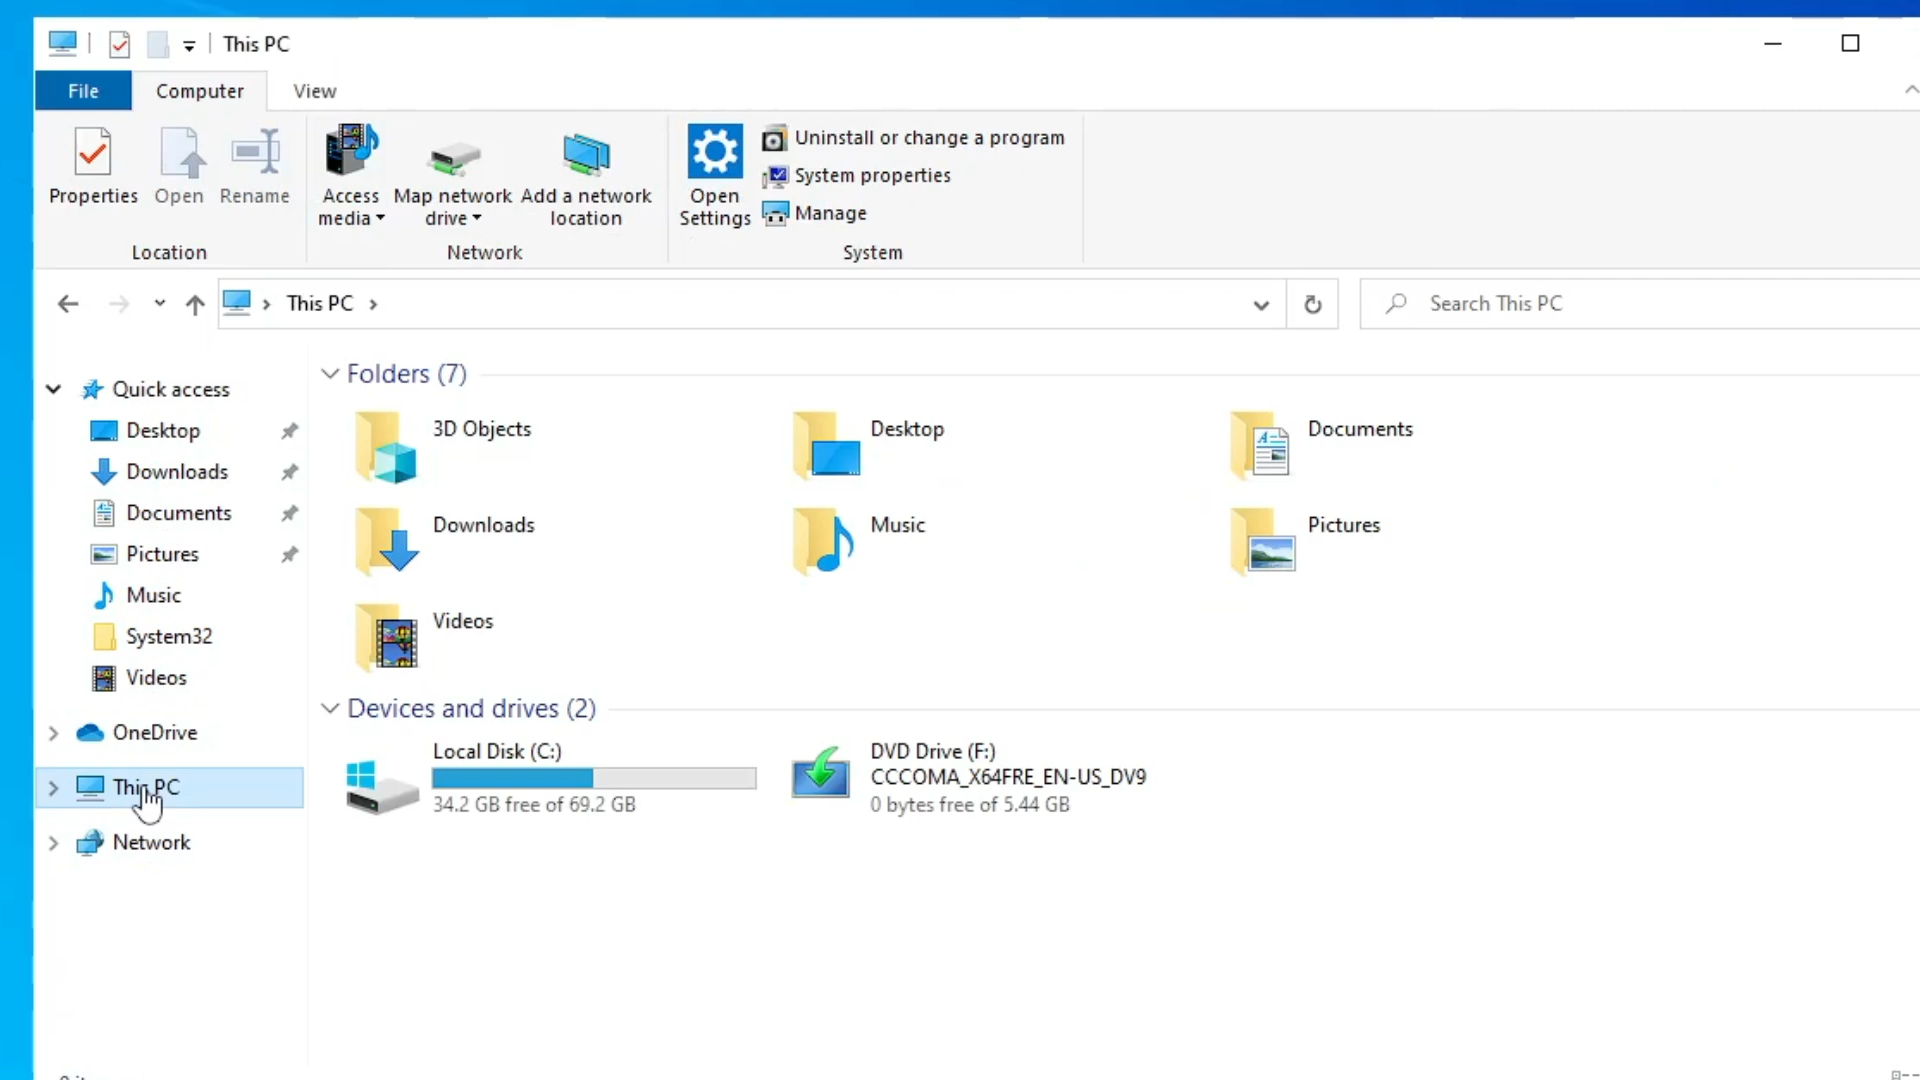 This PC
File
Computer
View
Properties
Open
Rename
Access
media
Map network
drive
Add a network
location
Open
Settings
Uninstall or change a program
System properties
Manage
Location
Network
System
This PC
Search This PC
Quick access
Desktop
Downloads
Documents
Pictures
Music
System32
Videos
OneDrive
This PC
Network
Folders (7)
3D Objects
Desktop
Documents
Downloads
Music
Pictures
Videos
Devices and drives (2)
Local Disk (C:)
34.2 GB free of 69.2 GB
DVD Drive (F:)
CCCOMA_X64FRE_EN-US_DV9
0 bytes free of 5.44 GB